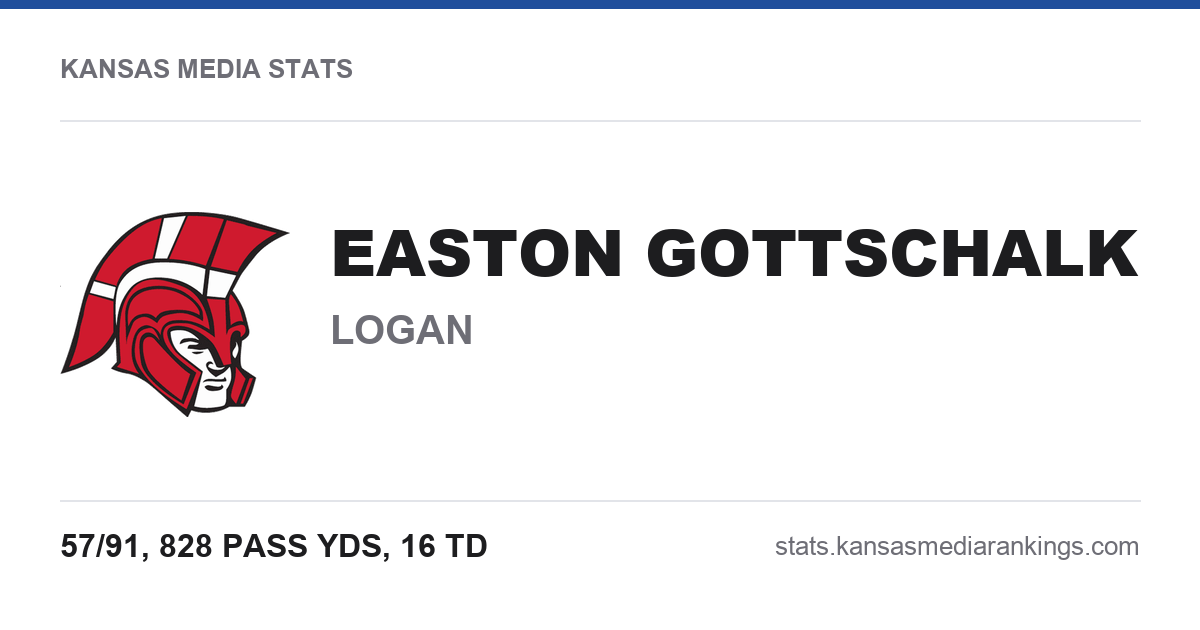 KANSAS MEDIA STATS
EASTON GOTTSCHALK
LOGAN
57/91, 828 PASS YDS, 16 TD
stats.kansasmediarankings.com